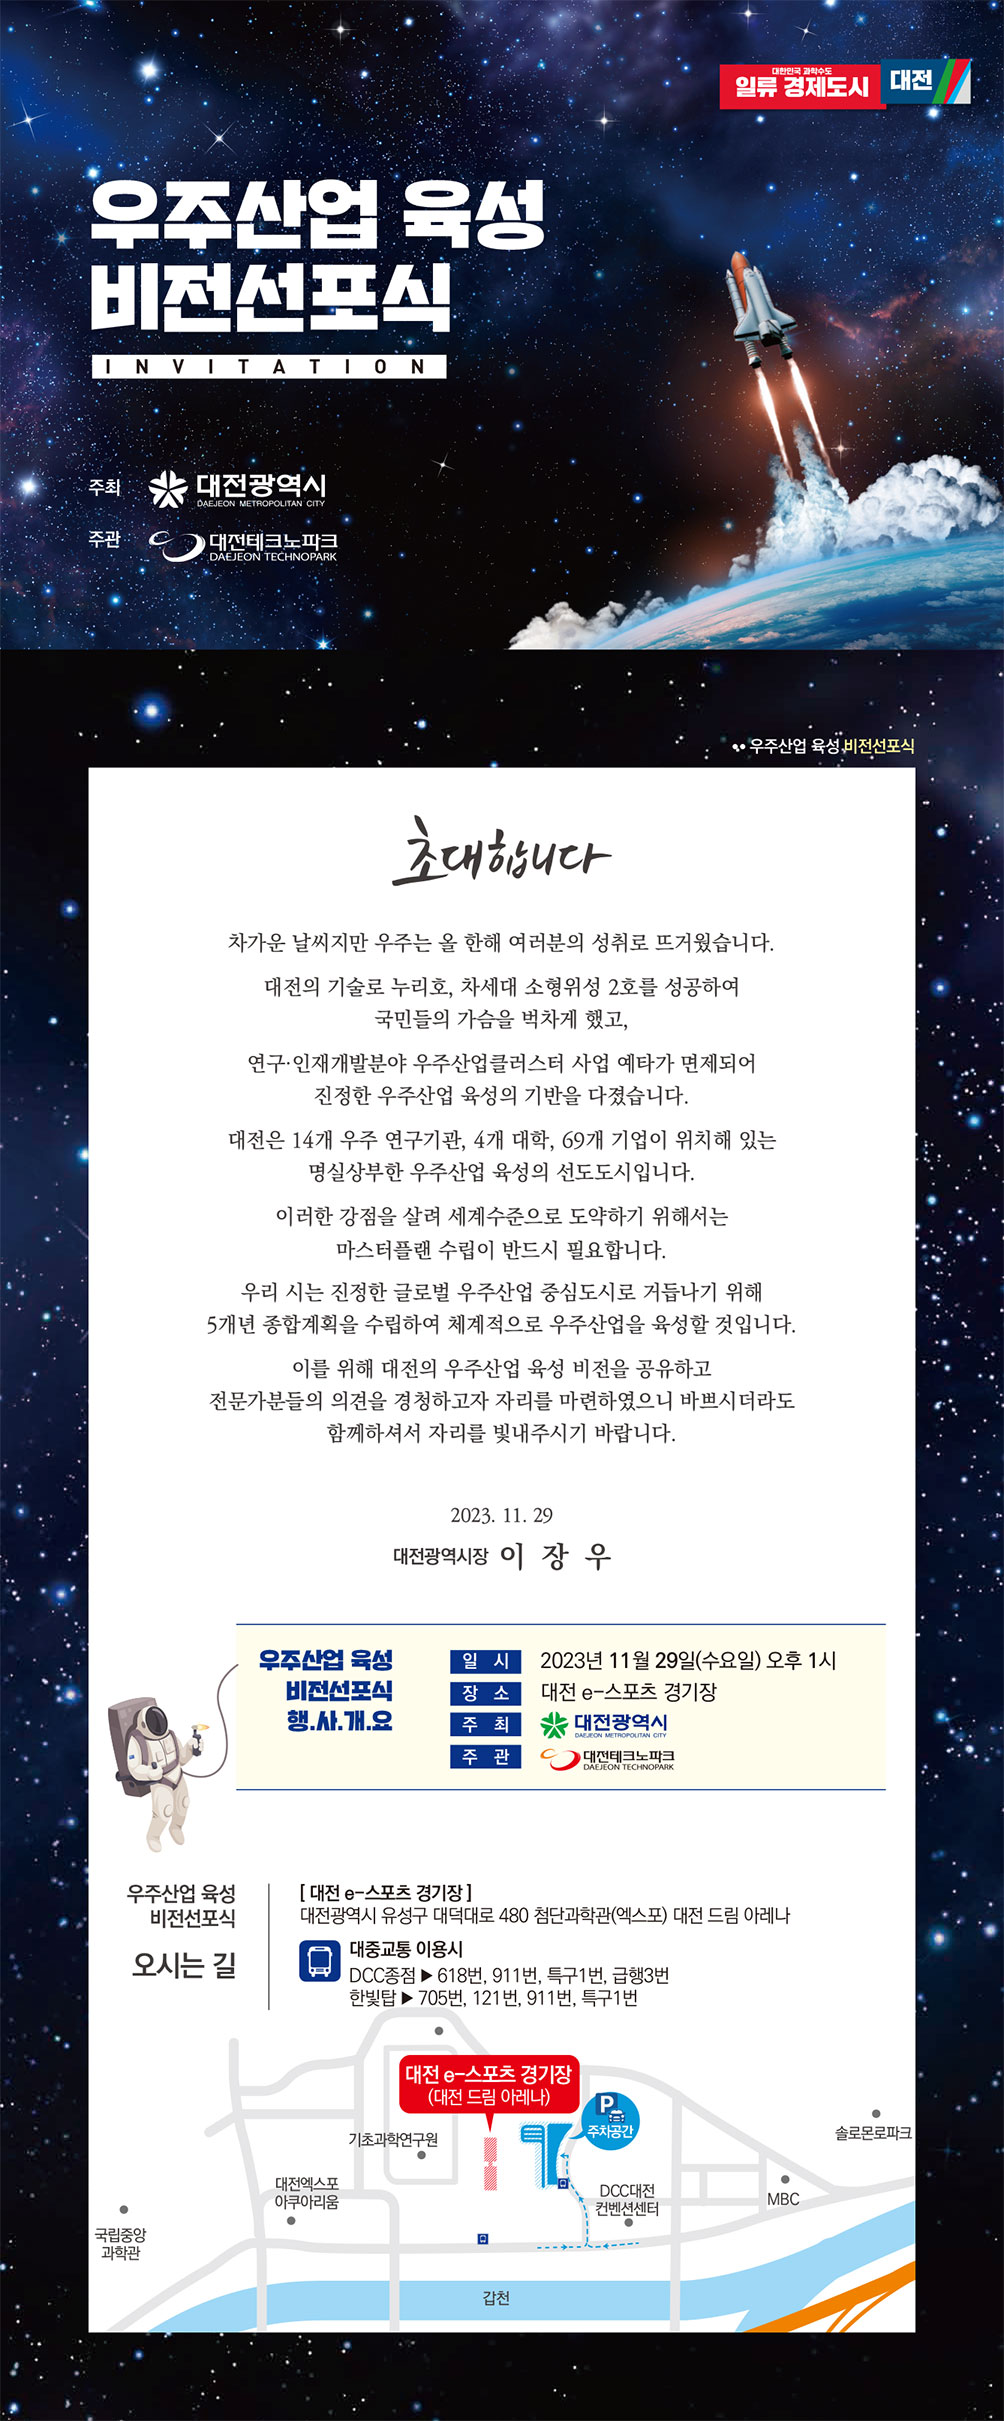 대한민국 과학수도
일류 경제도시 대전
우주산업 육성
비전선포식
INVITATION
주최 대전광역시
DAEJEON METROPOLITAN CITY
주관 대전테크노파크
DAEJEON TECHNOPARK
우주산업 육성 비전선포식
초대합니다
차가운 날씨지만 우주는 올 한해 여러분의 성취로 뜨거웠습니다.
대전의 기술로 누리호, 차세대 소형위성 2호를 성공하여
국민들의 가슴을 벅차게 했고,
연구·인재개발분야 우주산업클러스터 사업 예타가 면제되어
진정한 우주산업 육성의 기반을 다졌습니다.
대전은 14개 우주 연구기관, 4개 대학, 69개 기업이 위치해 있는
명실상부한 우주산업 육성의 선도도시입니다.
이러한 강점을 살려 세계수준으로 도약하기 위해서는
마스터플랜 수립이 반드시 필요합니다.
우리 시는 진정한 글로벌 우주산업 중심도시로 거듭나기 위해
5개년 종합계획을 수립하여 체계적으로 우주산업을 육성할 것입니다.
이를 위해 대전의 우주산업 육성 비전을 공유하고
전문가분들의 의견을 경청하고자 자리를 마련하였으니 바쁘시더라도
함께하셔서 자리를 빛내주시기 바랍니다.
2023. 11. 29
대전광역시장 이 장 우
우주산업 육성
비전선포식
행.사.개.요
일 시 2023년 11월 29일(수요일) 오후 1시
장 소 대전 e-스포츠 경기장
주 최 대전광역시
DAEJEON METROPOLITAN CITY
주 관 대전테크노파크
DAEJEON TECHNOPARK
우주산업 육성
비전선포식
오시는 길
[ 대전 e-스포츠 경기장 ]
대전광역시 유성구 대덕대로 480 첨단과학관(엑스포) 대전 드림 아레나
대중교통 이용시
DCC종점 ▶ 618번, 911번, 특구1번, 급행3번
한빛탑 ▶ 705번, 121번, 911번, 특구1번
대전 e-스포츠 경기장
(대전 드림 아레나)
P
주차공간
기초과학연구원
솔로몬로파크
대전엑스포
아쿠아리움
DCC대전
컨벤션센터
MBC
국립중앙
과학관
갑천